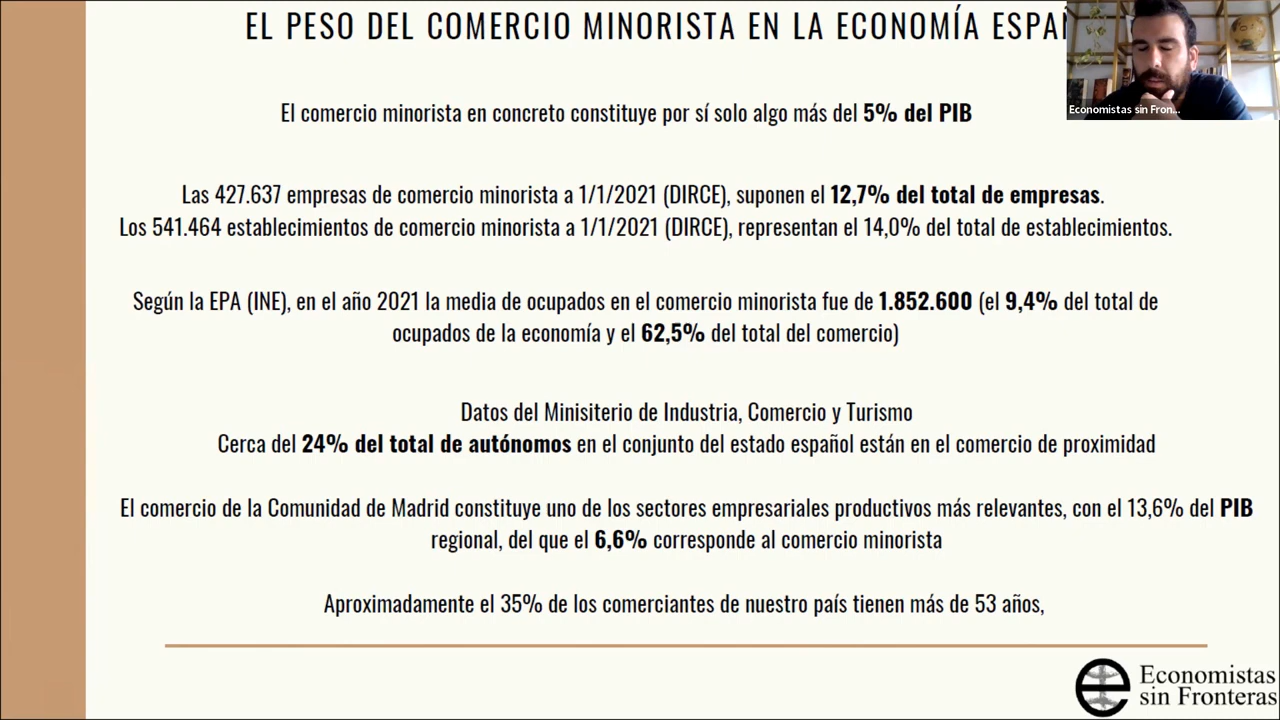 EL PESO DEL COMERCIO MINORISTA EN LA ECONOMÍA
Economistas sin Fron...
El comercio minorista en concreto constituye por sí solo algo más del 5% del PIB
Las 427.637 empresas de comercio minorista a 1/1/2021 (DIRCE), suponen el 12,7% del total de empresas.
Los 541.464 establecimientos de comercio minorista a 1/1/2021 (DIRCE), representan el 14,0% del total de establecimientos.
Según la EPA (INE), en el año 2021 la media de ocupados en el comercio minorista fue de 1.852.600 (el 9,4% del total de
ocupados de la economía y el 62,5% del total del comercio)
Datos del Minisiterio de Industria, Comercio y Turismo
Cerca del 24% del total de autónomos en el conjunto del estado español están en el comercio de proximidad
El comercio de la Comunidad de Madrid constituye uno de los sectores empresariales productivos más relevantes, con el 13,6% del PIB
regional, del que el 6,6% corresponde al comercio minorista
Aproximadamente el 35% de los comerciantes de nuestro país tienen más de 53 años,
Economistas
sin Fronteras